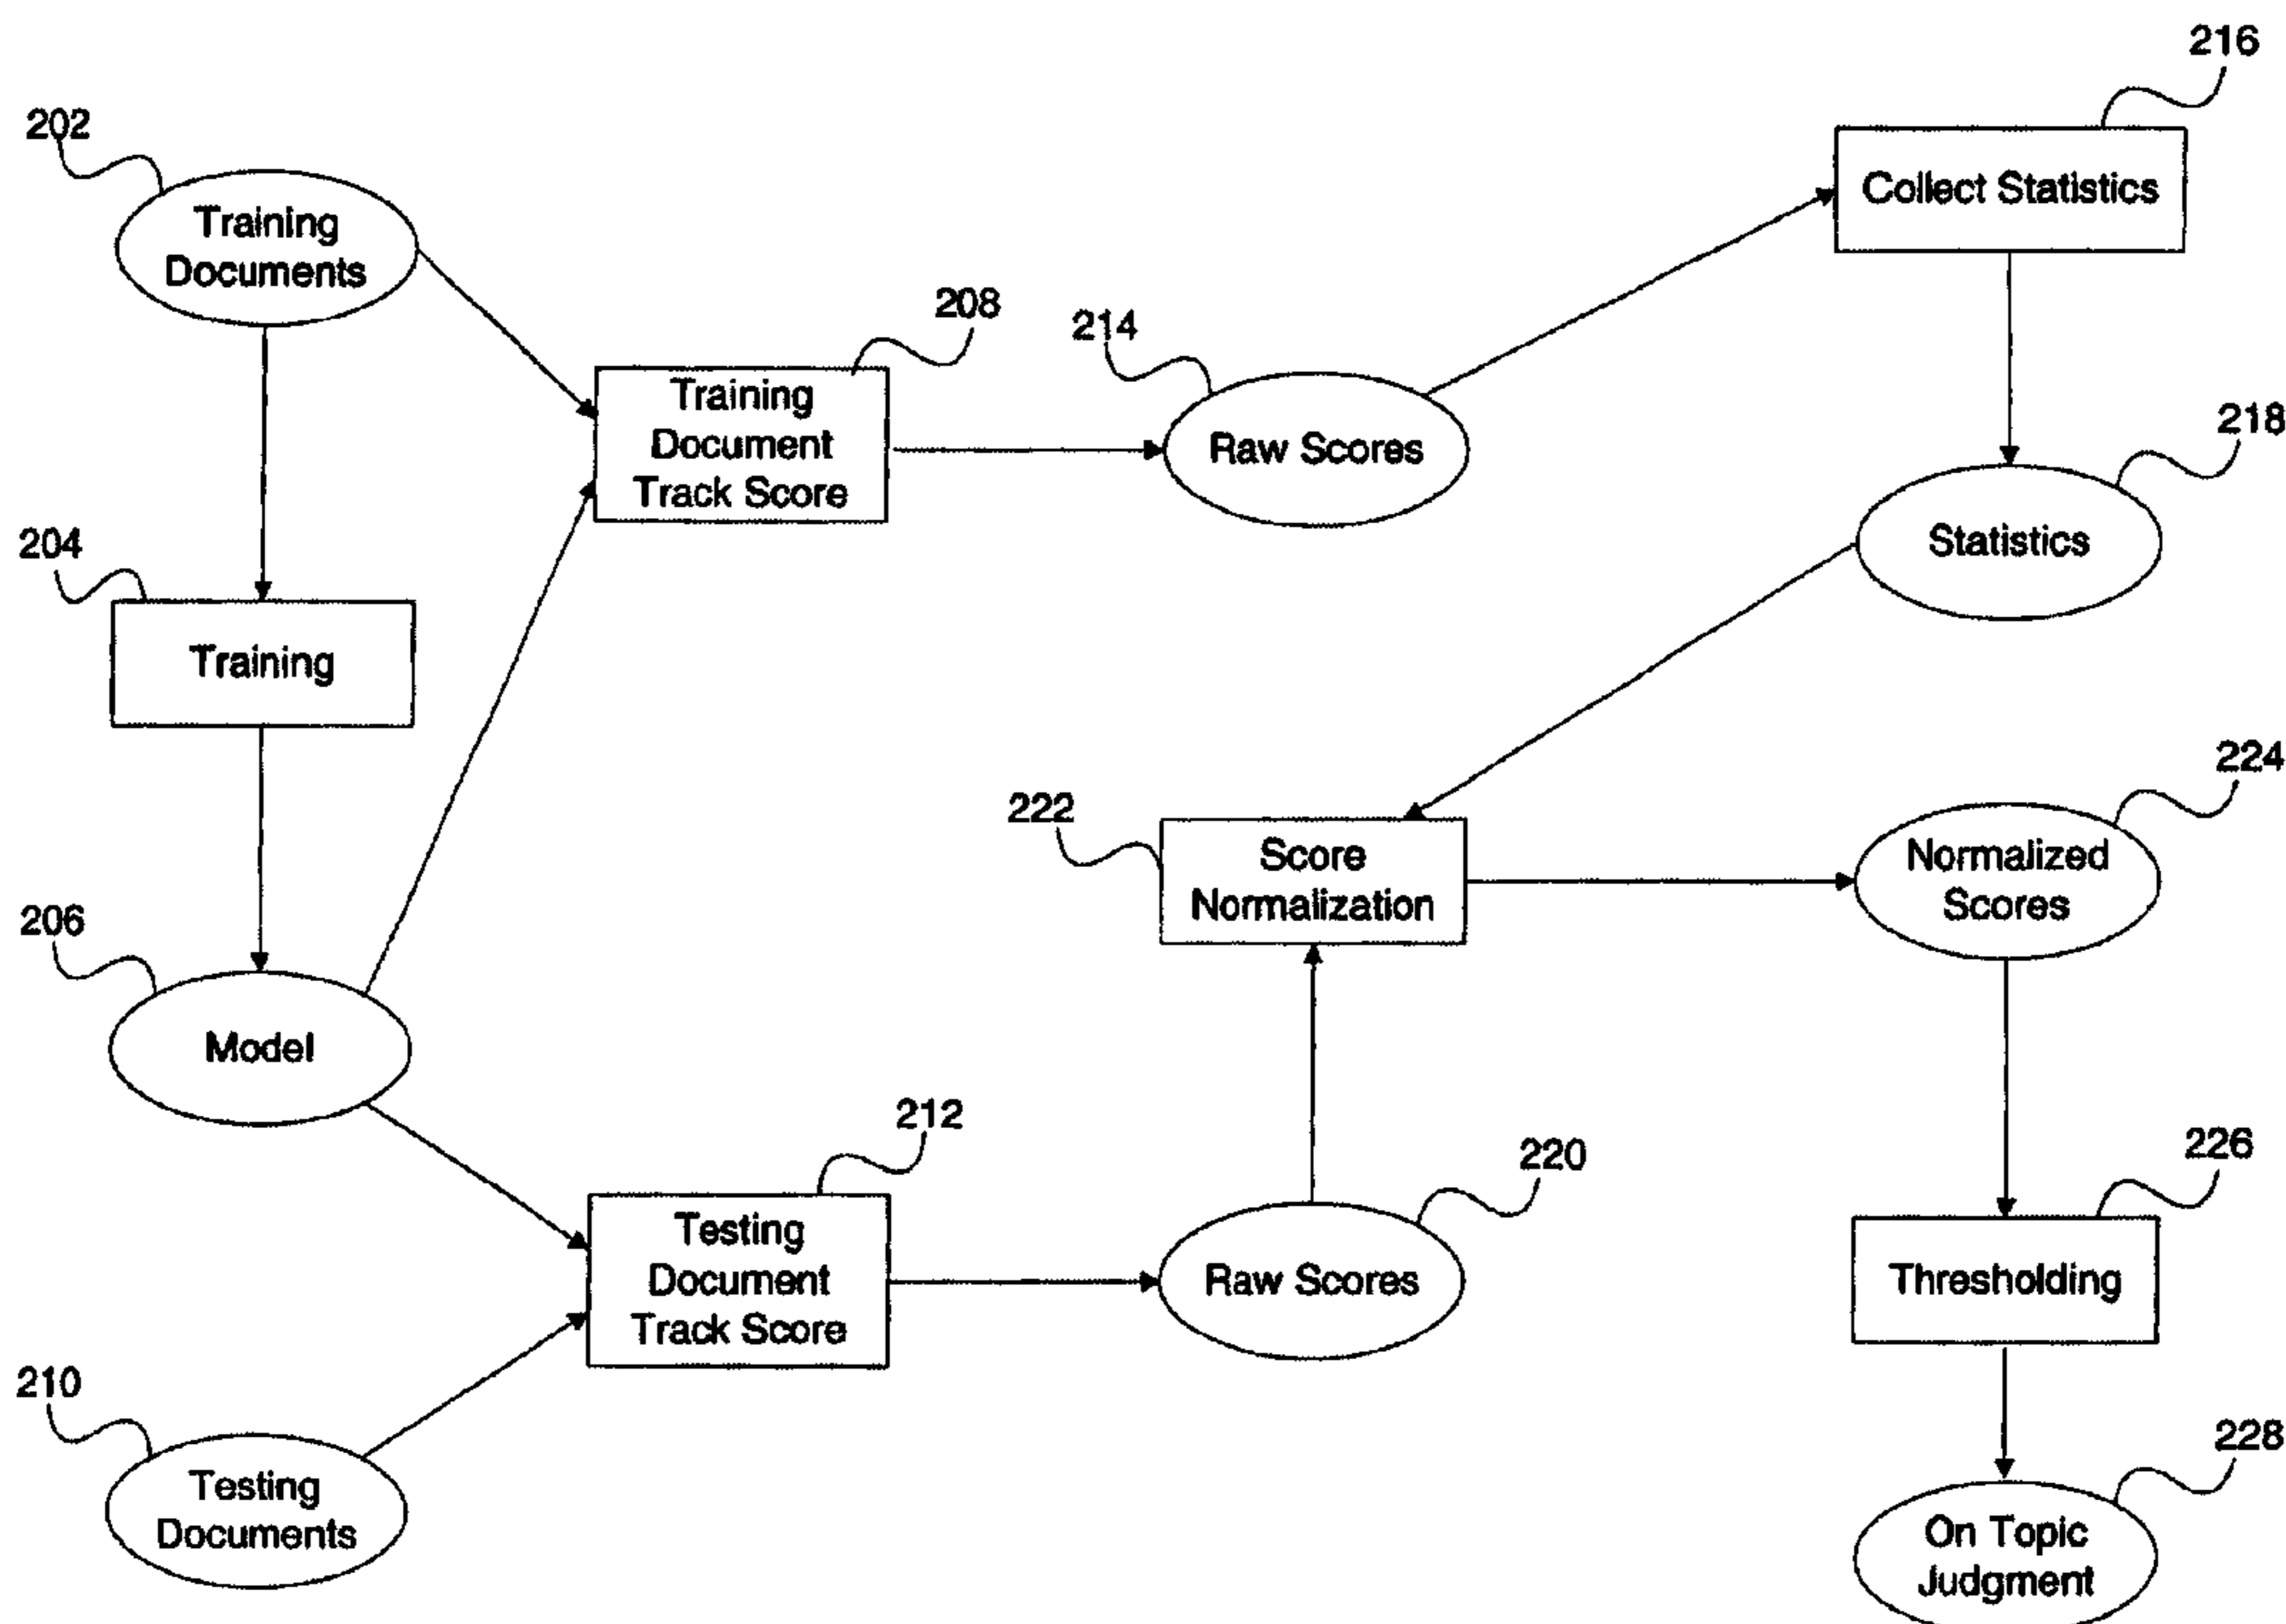 216
202
Collect Statistics
Training
Documents
208
214
Training
Document
Track Score
Raw Scores
218
Statistics
204
Training
222
224
Score
Normalization
Normalized
Scores
206
Model
212
220
226
Testing
Document
Track Score
Raw Scores
Thresholding
210
228
Testing
Documents
On Topic
Judgment